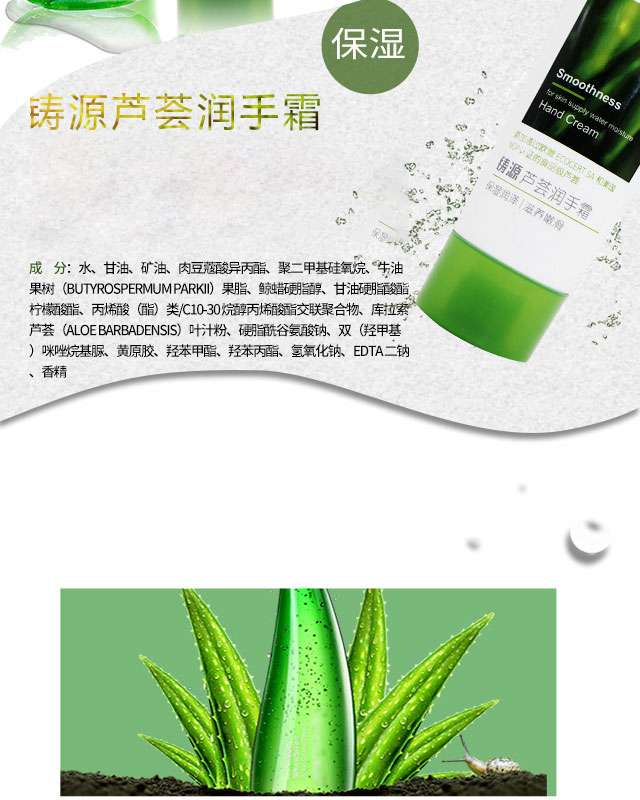 保湿
铸源芦荟润手霜
Smoothness
for skin supply water moisture
Hand Cream
铸源芦荟润手霜
保湿润泽 | 滋养嫩滑
成 分：水、甘油、矿油、肉豆蔻酸异丙酯、聚二甲基硅氧烷、牛油
果树（BUTYROSPERMUM PARKII）果脂、鲸蜡硬脂醇、甘油硬脂酸酯
柠檬酸酯、丙烯酸（酯）类/C10-30 烷醇丙烯酸酯交联聚合物、库拉索
芦荟（ALOE BARBADENSIS）叶汁粉、硬脂酰谷氨酸钠、双（羟甲基
）咪唑烷基脲、黄原胶、羟苯甲酯、羟苯丙酯、氢氧化钠、EDTA 二钠
、香精